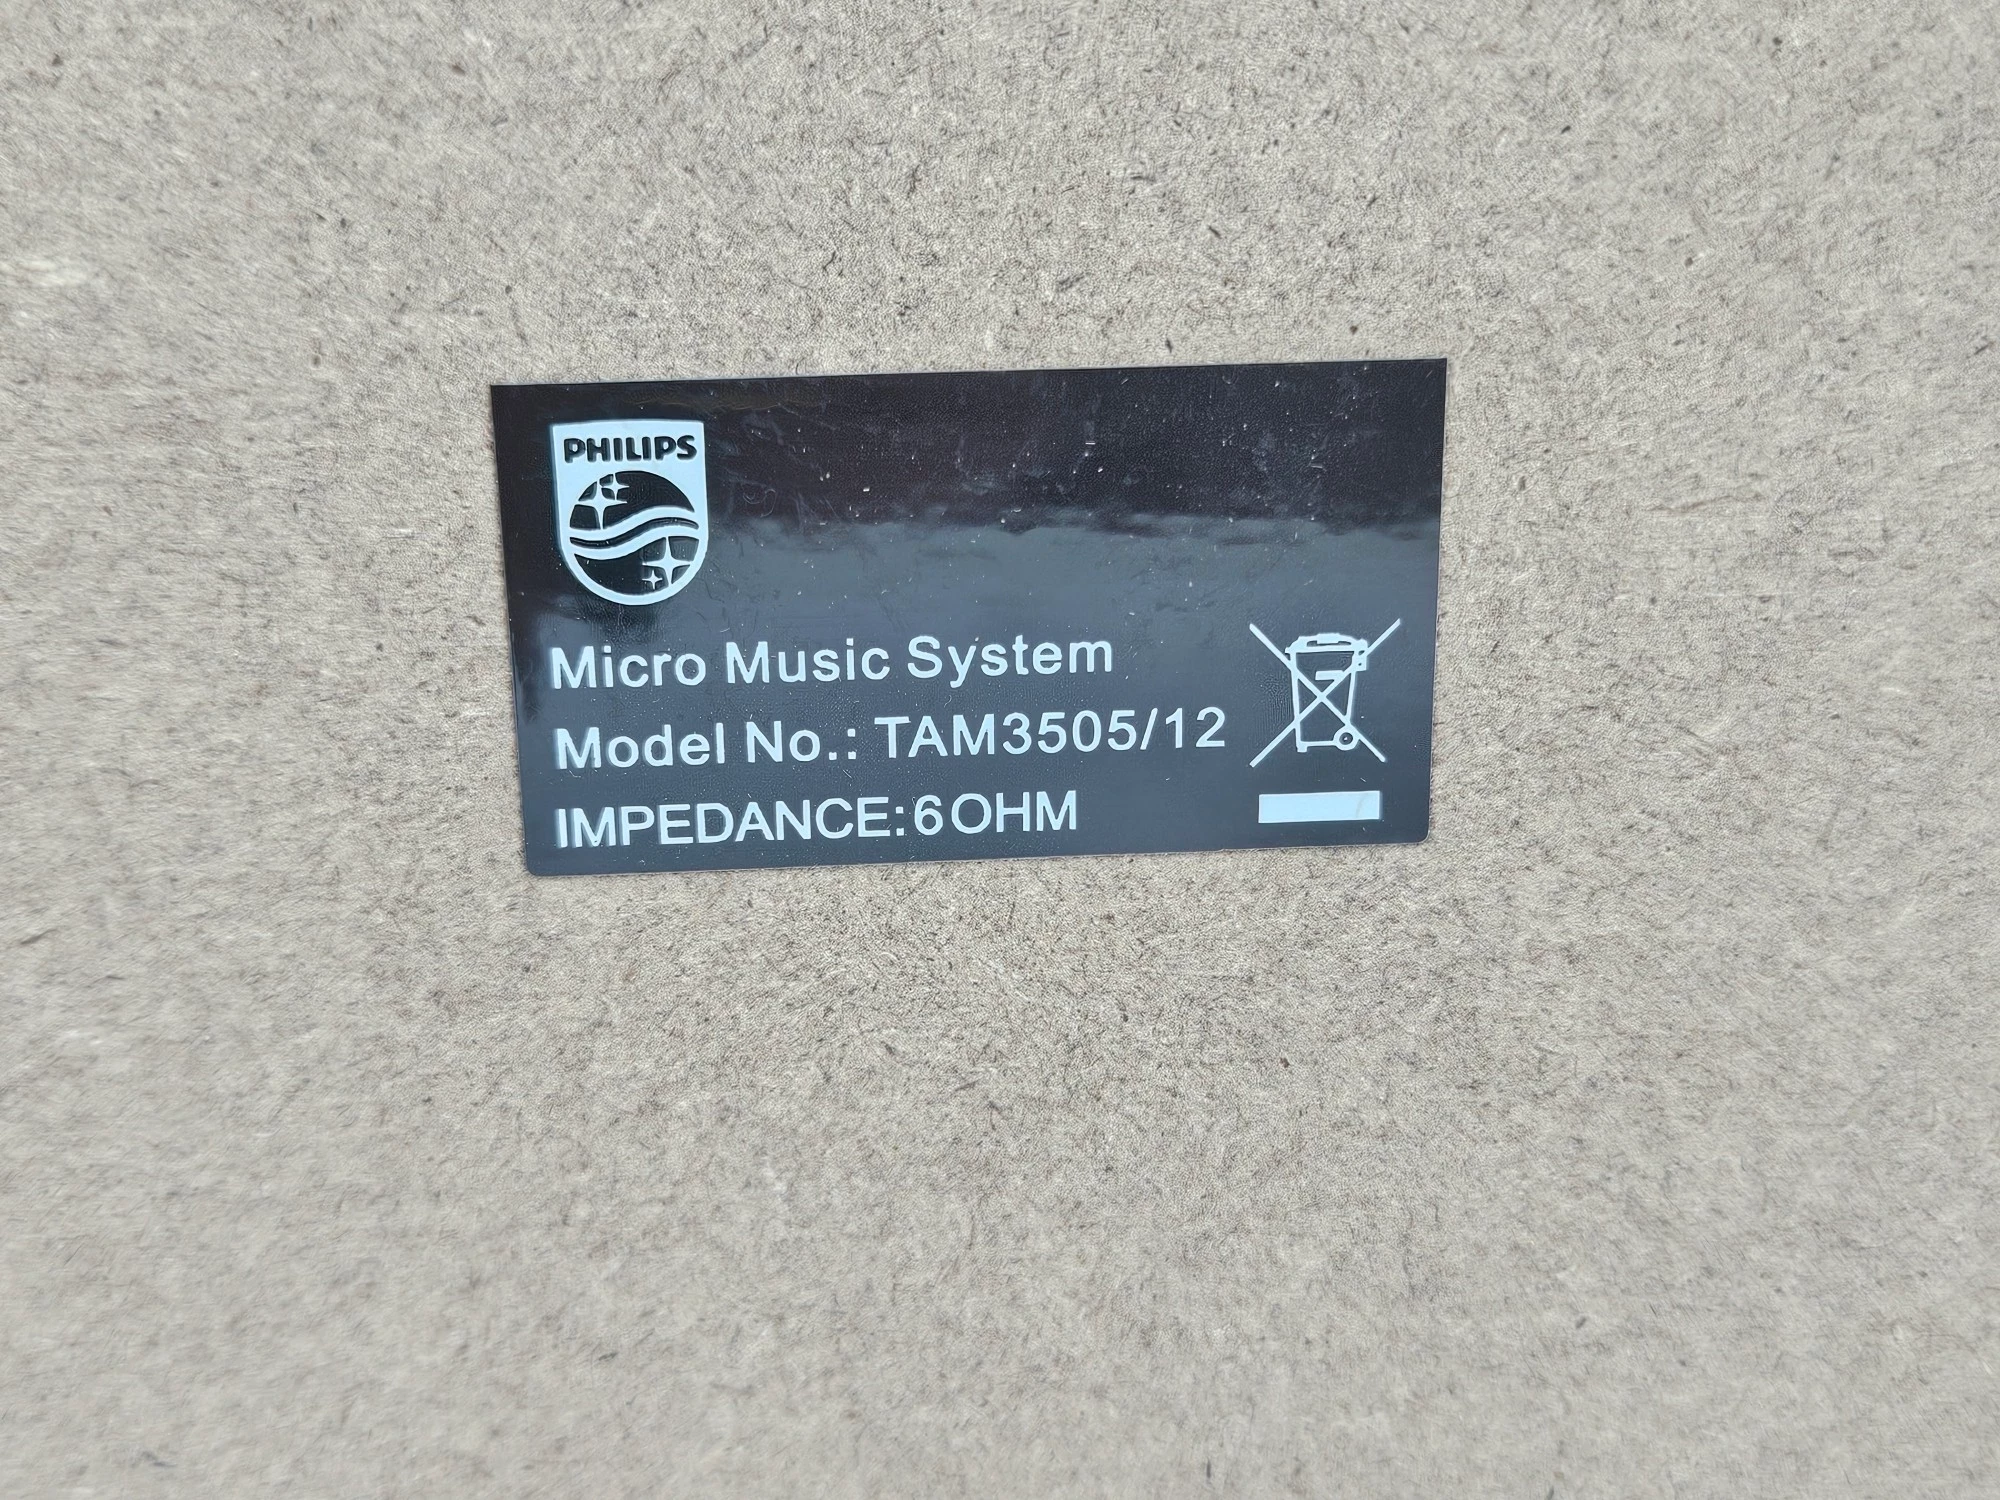 PHILIPS
Micro Music System
Model No.: TAM3505/12
IMPEDANCE:6OHM